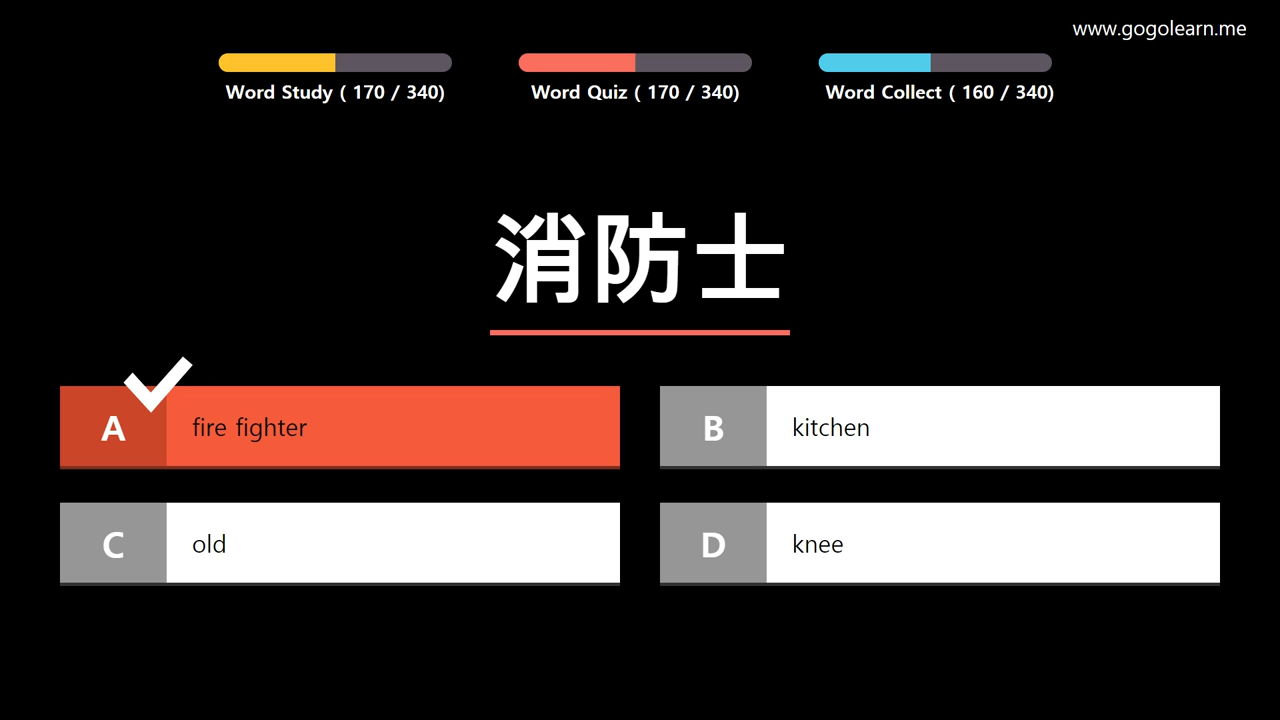 www.gogolearn.me
Word Study ( 170 / 340)
Word Quiz ( 170 / 340)
Word Collect ( 160 / 340)
消防士
A fire fighter
B kitchen
C old
D knee